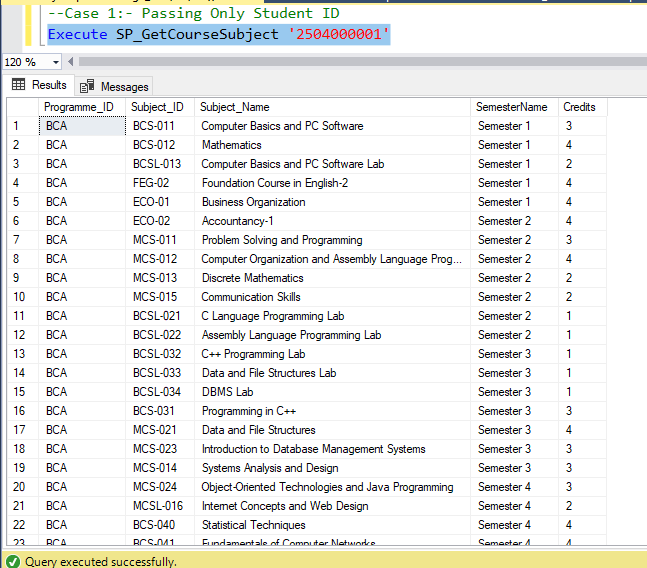 --Case 1:- Passing Only Student ID
Execute SP_GetCourseSubject '2504000001'
120 %
Results Messages
Programme_ID Subject_ID Subject_Name SemesterName Credits
1 BCA BCS-011 Computer Basics and PC Software Semester 1 3
2 BCA BCS-012 Mathematics Semester 1 4
3 BCA BCSL-013 Computer Basics and PC Software Lab Semester 1 2
4 BCA FEG-02 Foundation Course in English-2 Semester 1 4
5 BCA ECO-01 Business Organization Semester 1 4
6 BCA ECO-02 Accountancy-1 Semester 2 4
7 BCA MCS-011 Problem Solving and Programming Semester 2 3
8 BCA MCS-012 Computer Organization and Assembly Language Prog... Semester 2 4
9 BCA MCS-013 Discrete Mathematics Semester 2 2
10 BCA MCS-015 Communication Skills Semester 2 2
11 BCA BCSL-021 C Language Programming Lab Semester 2 1
12 BCA BCSL-022 Assembly Language Programming Lab Semester 2 1
13 BCA BCSL-032 C++ Programming Lab Semester 3 1
14 BCA BCSL-033 Data and File Structures Lab Semester 3 1
15 BCA BCSL-034 DBMS Lab Semester 3 1
16 BCA BCS-031 Programming in C++ Semester 3 3
17 BCA MCS-021 Data and File Structures Semester 3 4
18 BCA MCS-023 Introduction to Database Management Systems Semester 3 3
19 BCA MCS-014 Systems Analysis and Design Semester 3 3
20 BCA MCS-024 Object-Oriented Technologies and Java Programming Semester 4 3
21 BCA MCSL-016 Internet Concepts and Web Design Semester 4 2
22 BCA BCS-040 Statistical Techniques Semester 4 4
23 BCA BCS-041 Fundamentals of Computer Networks Semester 4 4
Query executed successfully.